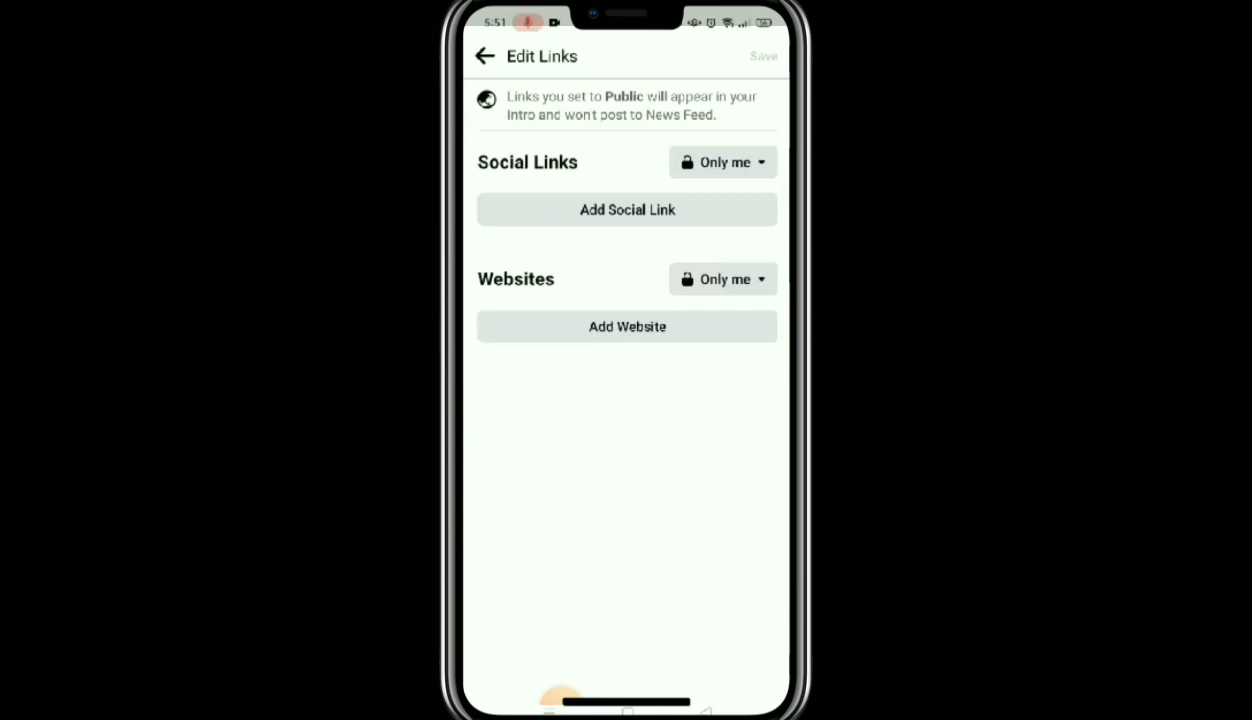 5:51
Edit Links
Save
Links you set to Public will appear in your
Intro and won't post to News Feed.
Social Links
Only me
Add Social Link
Websites
Only me
Add Website